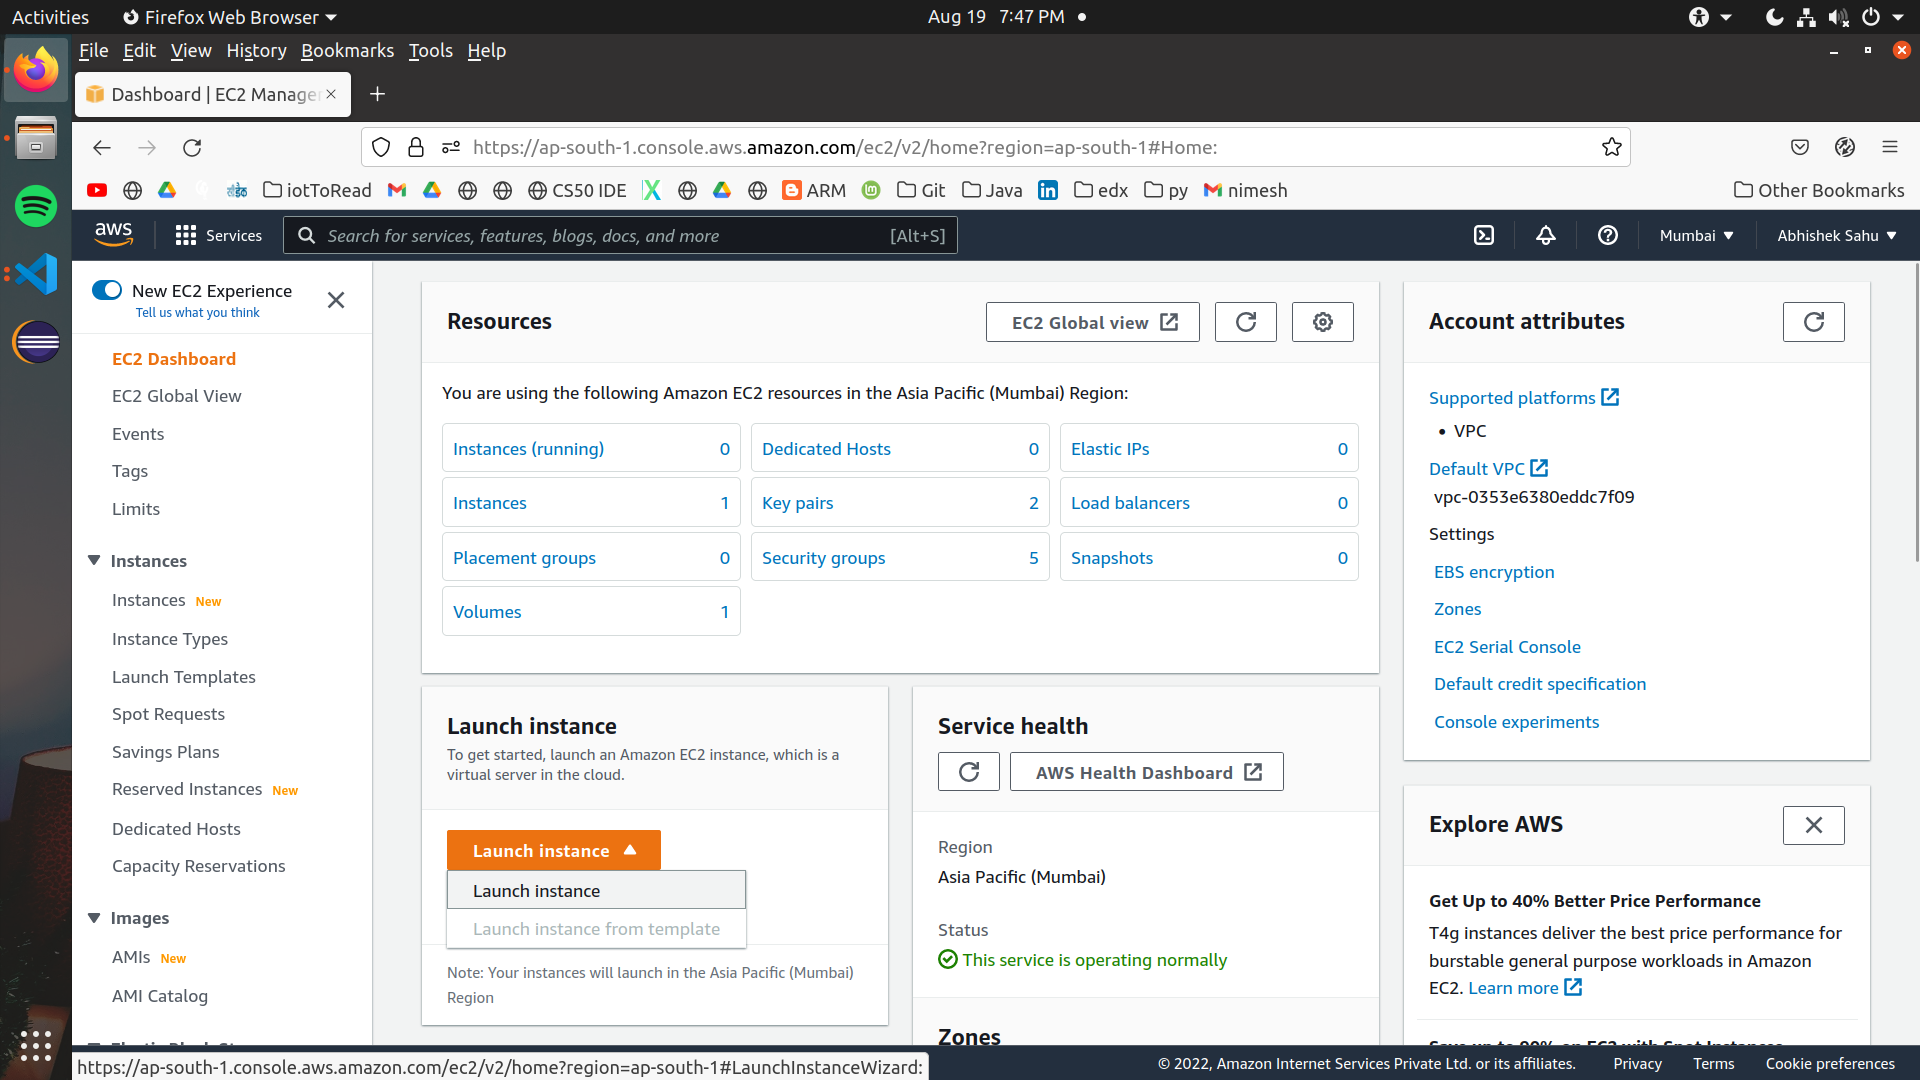 Activities
Firefox Web Browser
Aug 19 7:47 PM
File Edit View History Bookmarks Tools Help
Dashboard | EC2 Manage
https://ap-south-1.console.aws.amazon.com/ec2/v2/home?region=ap-south-1#Home:
iotToRead
CS50 IDE
ARM
Git
Java
edx
py
nimesh
Other Bookmarks
aws
Services
Search for services, features, blogs, docs, and more [Alt+S]
Mumbai
Abhishek Sahu
New EC2 Experience
Tell us what you think
EC2 Dashboard
EC2 Global View
Events
Tags
Limits
Instances
Instances New
Instance Types
Launch Templates
Spot Requests
Savings Plans
Reserved Instances New
Dedicated Hosts
Capacity Reservations
Images
AMIs New
AMI Catalog
Resources
EC2 Global view
You are using the following Amazon EC2 resources in the Asia Pacific (Mumbai) Region:
Instances (running) 0
Dedicated Hosts 0
Elastic IPs 0
Instances 1
Key pairs 2
Load balancers 0
Placement groups 0
Security groups 5
Snapshots 0
Volumes 1
Launch instance
To get started, launch an Amazon EC2 instance, which is a
virtual server in the cloud.
Launch instance
Launch instance
Launch instance from template
Note: Your instances will launch in the Asia Pacific (Mumbai)
Region
Service health
AWS Health Dashboard
Region
Asia Pacific (Mumbai)
Status
This service is operating normally
Zones
Account attributes
Supported platforms
• VPC
Default VPC
vpc-0353e6380eddc7f09
Settings
EBS encryption
Zones
EC2 Serial Console
Default credit specification
Console experiments
Explore AWS
Get Up to 40% Better Price Performance
T4g instances deliver the best price performance for
burstable general purpose workloads in Amazon
EC2. Learn more
https://ap-south-1.console.aws.amazon.com/ec2/v2/home?region=ap-south-1#LaunchInstanceWizard:
© 2022, Amazon Internet Services Private Ltd. or its affiliates.
Privacy
Terms
Cookie preferences